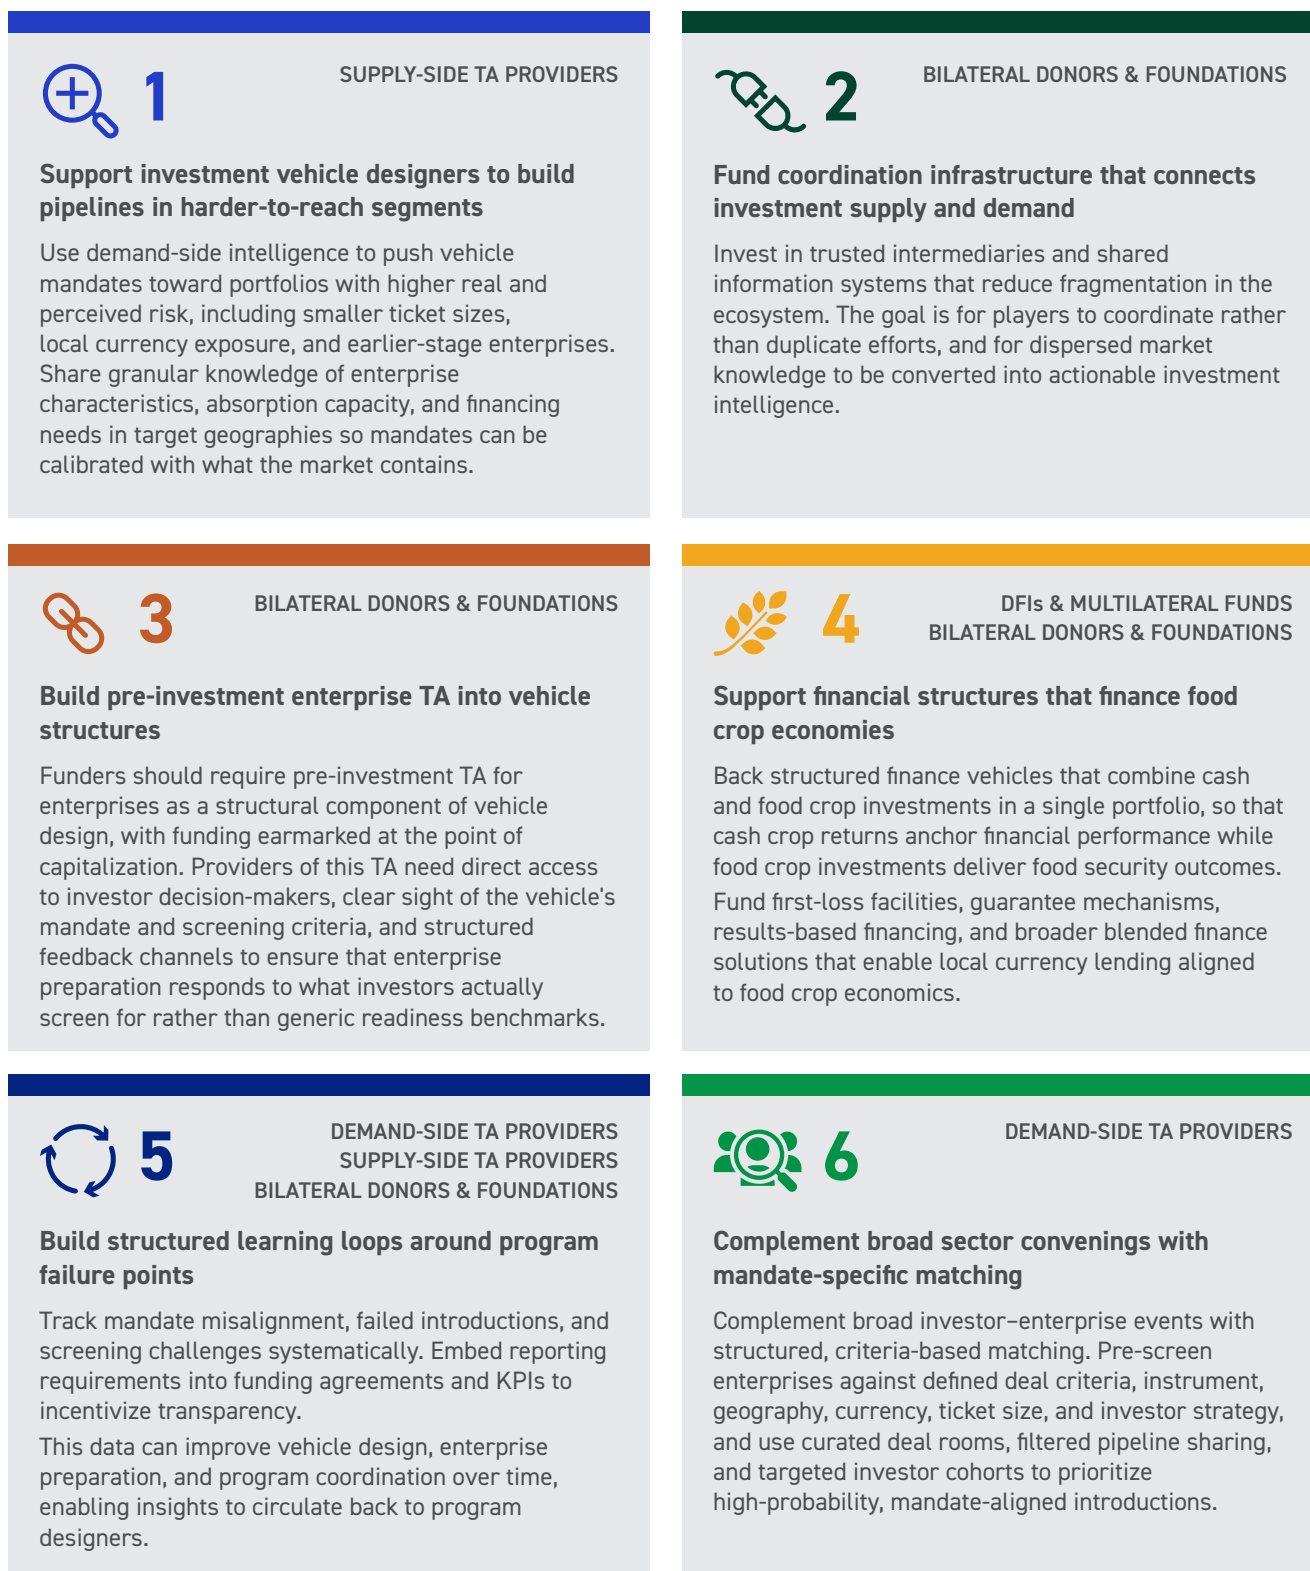 1
SUPPLY-SIDE TA PROVIDERS
Support investment vehicle designers to build
pipelines in harder-to-reach segments
Use demand-side intelligence to push vehicle
mandates toward portfolios with higher real and
perceived risk, including smaller ticket sizes,
local currency exposure, and earlier-stage enterprises.
Share granular knowledge of enterprise
characteristics, absorption capacity, and financing
needs in target geographies so mandates can be
calibrated with what the market contains.
2
BILATERAL DONORS & FOUNDATIONS
Fund coordination infrastructure that connects
investment supply and demand
Invest in trusted intermediaries and shared
information systems that reduce fragmentation in the
ecosystem. The goal is for players to coordinate rather
than duplicate efforts, and for dispersed market
knowledge to be converted into actionable investment
intelligence.
3
BILATERAL DONORS & FOUNDATIONS
Build pre-investment enterprise TA into vehicle
structures
Funders should require pre-investment TA for
enterprises as a structural component of vehicle
design, with funding earmarked at the point of
capitalization. Providers of this TA need direct access
to investor decision-makers, clear sight of the vehicle's
mandate and screening criteria, and structured
feedback channels to ensure that enterprise
preparation responds to what investors actually
screen for rather than generic readiness benchmarks.
4
DFIs & MULTILATERAL FUNDS
BILATERAL DONORS & FOUNDATIONS
Support financial structures that finance food
crop economies
Back structured finance vehicles that combine cash
and food crop investments in a single portfolio, so that
cash crop returns anchor financial performance while
food crop investments deliver food security outcomes.
Fund first-loss facilities, guarantee mechanisms,
results-based financing, and broader blended finance
solutions that enable local currency lending aligned
to food crop economics.
5
DEMAND-SIDE TA PROVIDERS
SUPPLY-SIDE TA PROVIDERS
BILATERAL DONORS & FOUNDATIONS
Build structured learning loops around program
failure points
Track mandate misalignment, failed introductions, and
screening challenges systematically. Embed reporting
requirements into funding agreements and KPIs to
incentivize transparency.
This data can improve vehicle design, enterprise
preparation, and program coordination over time,
enabling insights to circulate back to program
designers.
6
DEMAND-SIDE TA PROVIDERS
Complement broad sector convenings with
mandate-specific matching
Complement broad investor–enterprise events with
structured, criteria-based matching. Pre-screen
enterprises against defined deal criteria, instrument,
geography, currency, ticket size, and investor strategy,
and use curated deal rooms, filtered pipeline sharing,
and targeted investor cohorts to prioritize
high-probability, mandate-aligned introductions.